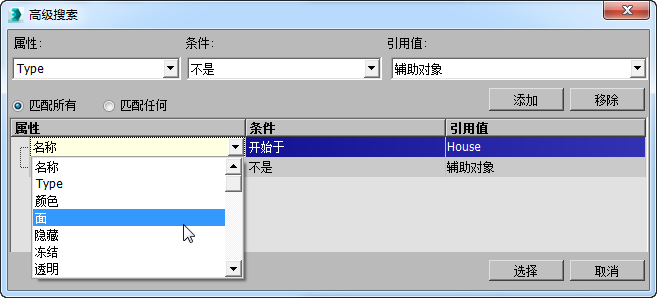 高级搜索
属性: 条件: 引用值:
Type 不是 辅助对象
匹配所有 匹配任何 添加 移除
属性 条件 引用值
名称 开始于 House
名称 不是 辅助对象
Type
颜色
面
隐藏
冻结
透明
选择 取消